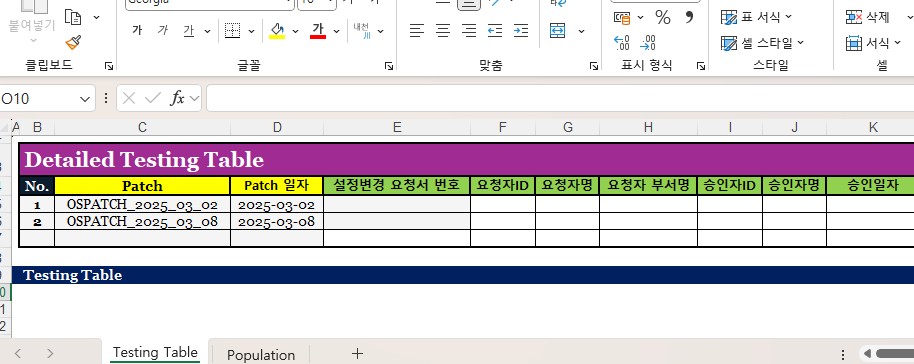 붙여넣기
가 가 가 내천
% 9
표 서식
셀 스타일
삭제
서식
클립보드 글꼴 맞춤 표시 형식 스타일 셀
O10 fx
A B C D E F G H I J K
Detailed Testing Table
No. Patch Patch 일자 설정변경 요청서 번호 요청자ID 요청자명 요청자 부서명 승인자ID 승인자명 승인일자
1 OSPATCH_2025_03_02 2025-03-02
2 OSPATCH_2025_03_08 2025-03-08
Testing Table
Testing Table Population +